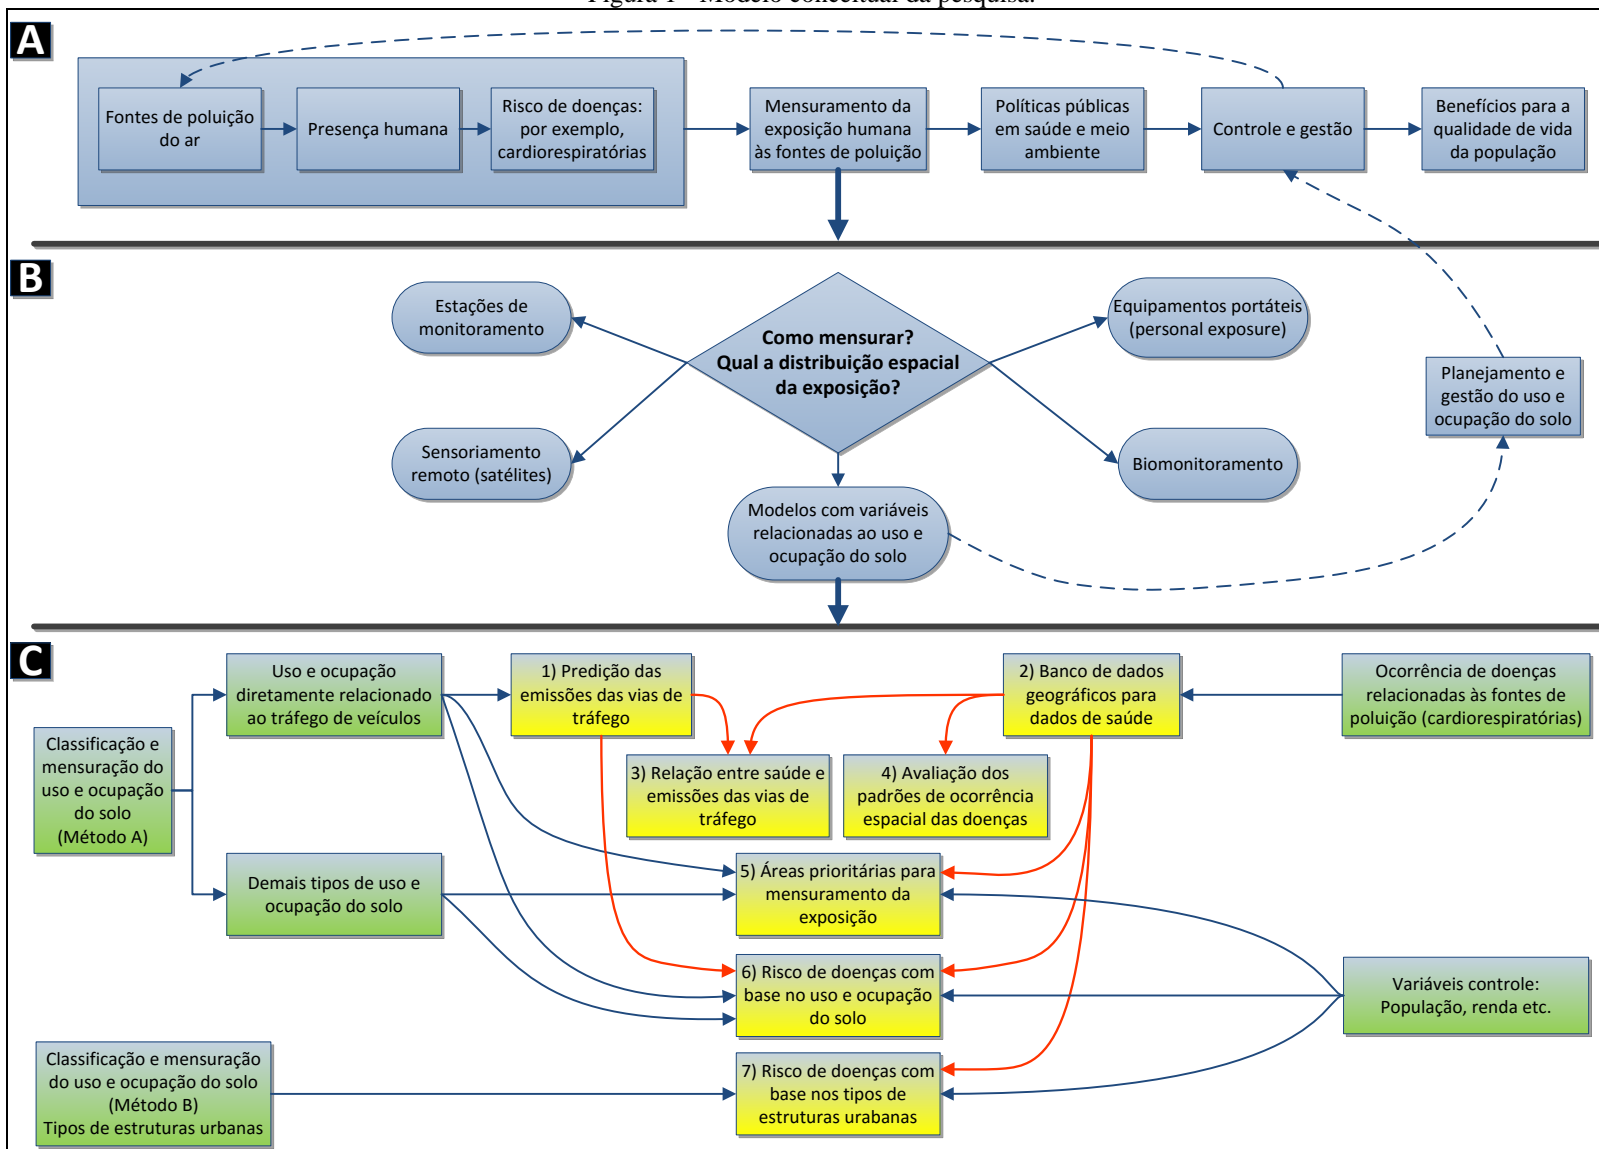 Figura 1 - Modelo conceitual da pesquisa.
A
Fontes de poluição
do ar
Presença humana
Risco de doenças:
por exemplo,
cardiorespiratórias
Mensuramento da
exposição humana
às fontes de poluição
Políticas públicas
em saúde e meio
ambiente
Controle e gestão
Benefícios para a
qualidade de vida
da população
B
Estações de
monitoramento
Como mensurar?
Qual a distribuição espacial
da exposição?
Equipamentos portáteis
(personal exposure)
Planejamento e
gestão do uso e
ocupação do solo
Sensoriamento
remoto (satélites)
Biomonitoramento
Modelos com variáveis
relacionadas ao uso e
ocupação do solo
C
Uso e ocupação
diretamente relacionado
ao tráfego de veículos
1) Predição das
emissões das vias de
tráfego
2) Banco de dados
geográficos para
dados de saúde
Ocorrência de doenças
relacionadas às fontes de
poluição (cardiorespiratórias)
Classificação e
mensuração do
uso e ocupação
do solo
(Método A)
3) Relação entre saúde e
emissões das vias de
tráfego
4) Avaliação dos
padrões de ocorrência
espacial das doenças
Demais tipos de uso e
ocupação do solo
5) Áreas prioritárias para
mensuramento da
exposição
6) Risco de doenças com
base no uso e ocupação
do solo
Variáveis controle:
População, renda etc.
Classificação e mensuração
do uso e ocupação do solo
(Método B)
Tipos de estruturas urbanas
7) Risco de doenças com
base nos tipos de
estruturas urabanas